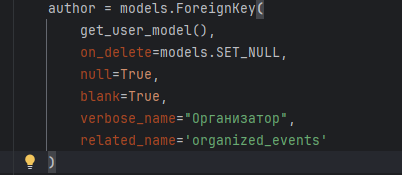 author = models.ForeignKey(
    get_user_model(),
    on_delete=models.SET_NULL,
    null=True,
    blank=True,
    verbose_name="Организатор",
    related_name='organized_events'
)